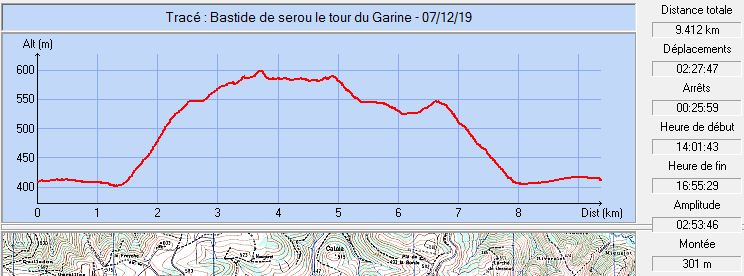 Tracé : Bastide de serou le tour du Garine - 07/12/19
Alt (m)
600
550
500
450
400
0 1 2 3 4 5 6 7 8 Dist (km)
Distance totale
9.412 km
Déplacements
02:27:47
Arrêts
00:25:59
Heure de début
14:01:43
Heure de fin
16:55:29
Amplitude
02:53:46
Montée
301 m